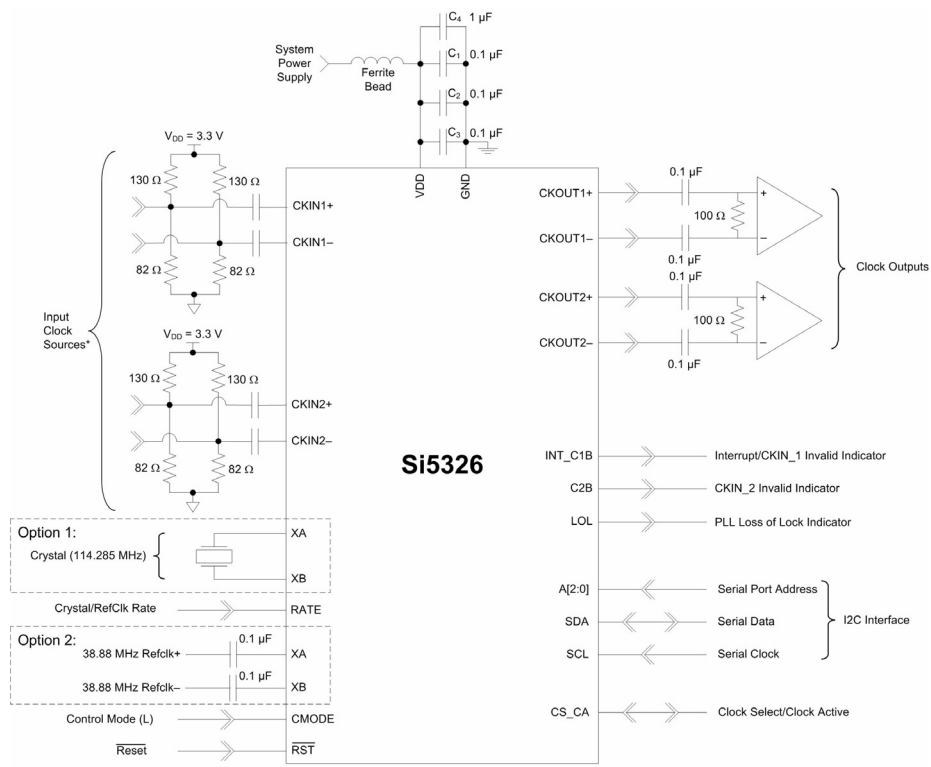 C4 1 µF
System
Power
Supply
Ferrite
Bead
C1 0.1 µF
C2 0.1 µF
C3 0.1 µF
VDD
GND
VDD = 3.3 V
130 Ω
130 Ω
CKIN1+
CKIN1–
82 Ω
82 Ω
Input
Clock
Sources*
VDD = 3.3 V
130 Ω
130 Ω
CKIN2+
CKIN2–
82 Ω
82 Ω
Option 1:
Crystal (114.285 MHz)
XA
XB
Crystal/RefClk Rate
RATE
Option 2:
0.1 µF
38.88 MHz Refclk+
XA
0.1 µF
38.88 MHz Refclk–
XB
Control Mode (L)
CMODE
Reset
RST
Si5326
CKOUT1+
0.1 µF
+
100 Ω
CKOUT1–
–
0.1 µF
0.1 µF
CKOUT2+
+
100 Ω
CKOUT2–
–
0.1 µF
Clock Outputs
INT_C1B
Interrupt/CKIN_1 Invalid Indicator
C2B
CKIN_2 Invalid Indicator
LOL
PLL Loss of Lock Indicator
A[2:0]
Serial Port Address
SDA
Serial Data
I2C Interface
SCL
Serial Clock
CS_CA
Clock Select/Clock Active